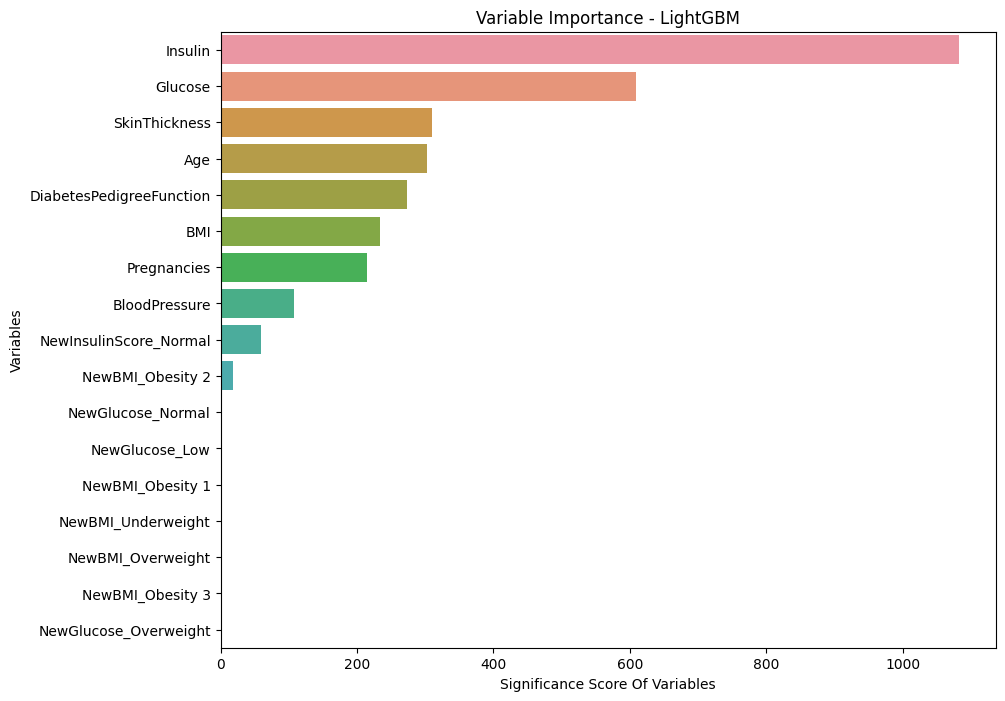 Variable Importance - LightGBM
Variables
Insulin
Glucose
SkinThickness
Age
DiabetesPedigreeFunction
BMI
Pregnancies
BloodPressure
NewInsulinScore_Normal
NewBMI_Obesity 2
NewGlucose_Normal
NewGlucose_Low
NewBMI_Obesity 1
NewBMI_Underweight
NewBMI_Overweight
NewBMI_Obesity 3
NewGlucose_Overweight
0 200 400 600 800 1000
Significance Score Of Variables